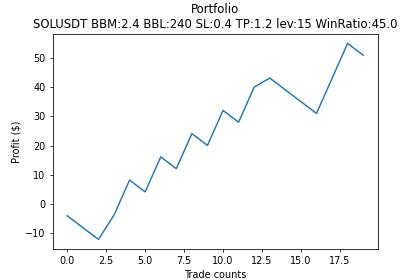 Portfolio
SOLUSDT BBM:2.4 BBL:240 SL:0.4 TP:1.2 lev:15 WinRatio:45.0
Profit ($)
50
40
30
20
10
0
−10
0.0 2.5 5.0 7.5 10.0 12.5 15.0 17.5
Trade counts